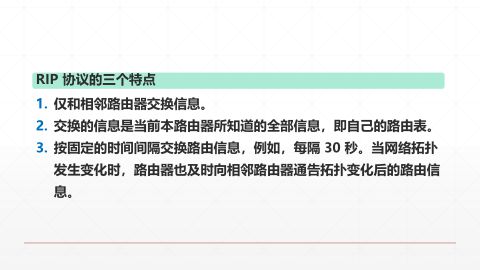 RIP 协议的三个特点
1. 仅和相邻路由器交换信息。
2. 交换的信息是当前本路由器所知道的全部信息，即自己的路由表。
3. 按固定的时间间隔交换路由信息，例如，每隔 30 秒。当网络拓扑
发生变化时，路由器也及时向相邻路由器通告拓扑变化后的路由信
息。